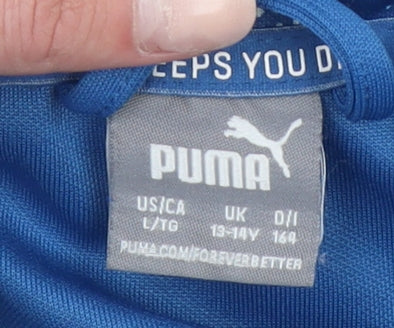 EEPS YOU D
PUMA
US/CA UK D/I
L/TG 13-14Y 164
PUMA.COM/FOREVERBETTER